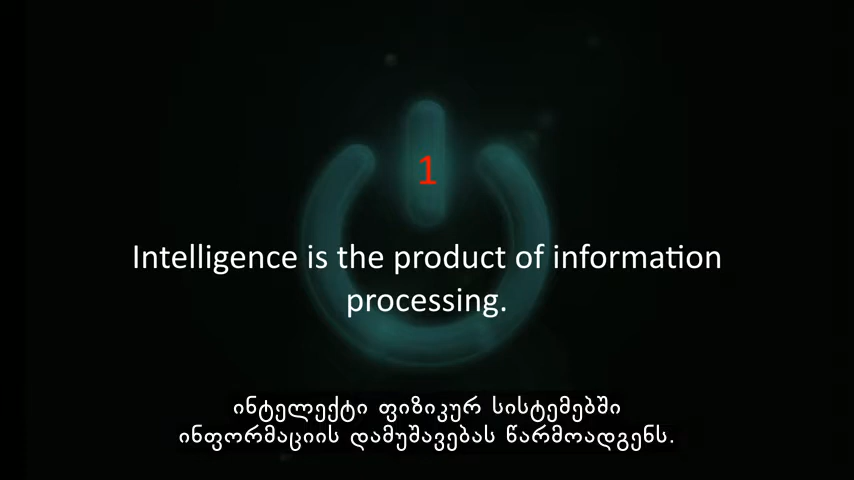 1
Intelligence is the product of information
processing.
ინტელექტი ფიზიკურ სისტემებში
ინფორმაციის დამუშავებას წარმოადგენს.